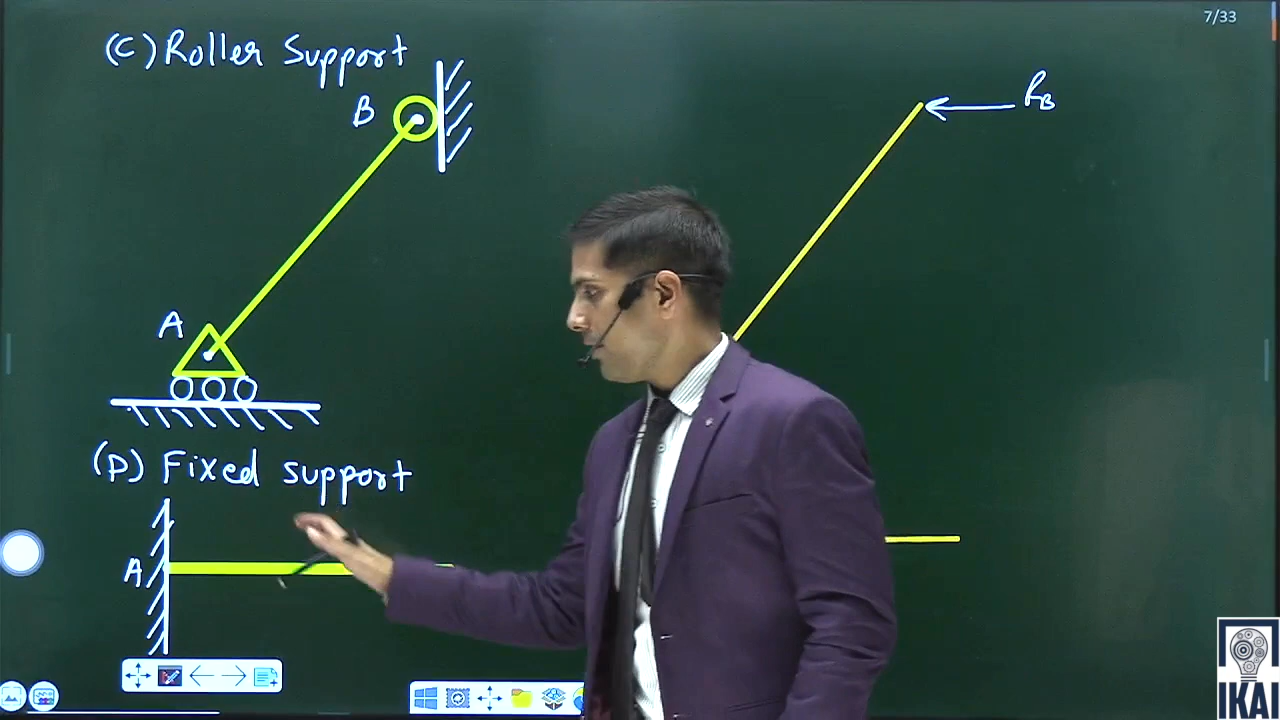 7/33
(C) Roller Support
B
R_B
A
(D) Fixed support
A
IKAI